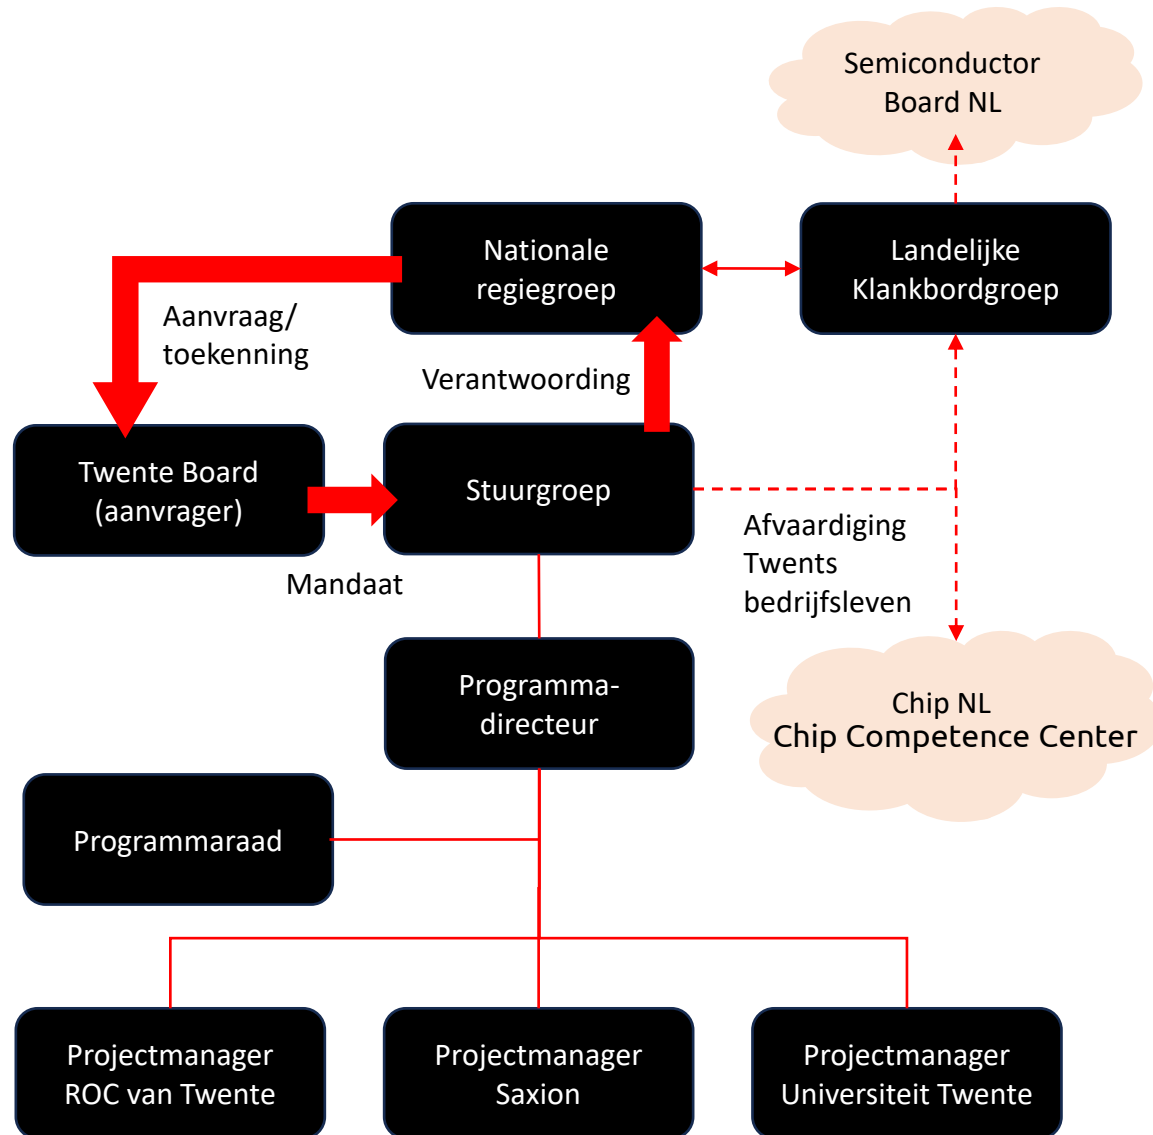 Semiconductor
Board NL
Nationale
regiegroep
Landelijke
Klankbordgroep
Aanvraag/
toekenning
Verantwoording
Twente Board
(aanvrager)
Stuurgroep
Mandaat
Afvaardiging
Twents
bedrijfsleven
Programma-
directeur
Chip NL
Chip Competence Center
Programmaraad
Projectmanager
ROC van Twente
Projectmanager
Saxion
Projectmanager
Universiteit Twente